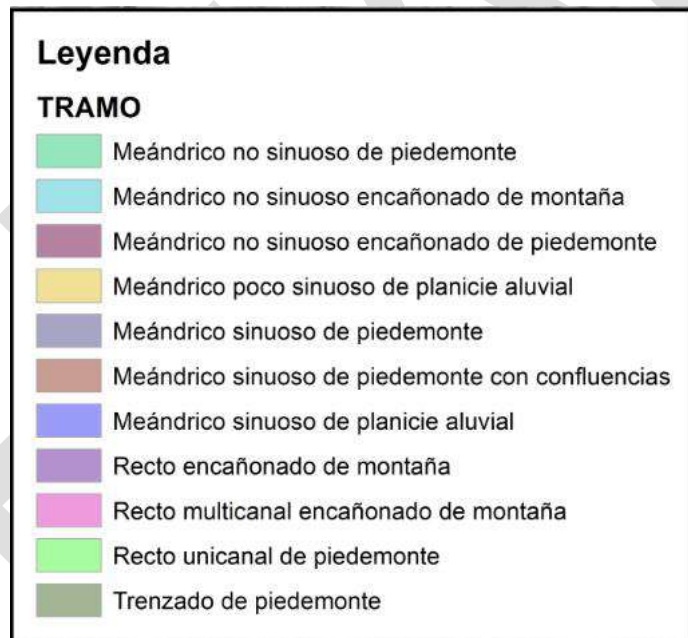 Leyenda
TRAMO
Meándrico no sinuoso de piedemonte
Meándrico no sinuoso encañonado de montaña
Meándrico no sinuoso encañonado de piedemonte
Meándrico poco sinuoso de planicie aluvial
Meándrico sinuoso de piedemonte
Meándrico sinuoso de piedemonte con confluencias
Meándrico sinuoso de planicie aluvial
Recto encañonado de montaña
Recto multicanal encañonado de montaña
Recto unicanal de piedemonte
Trenzado de piedemonte